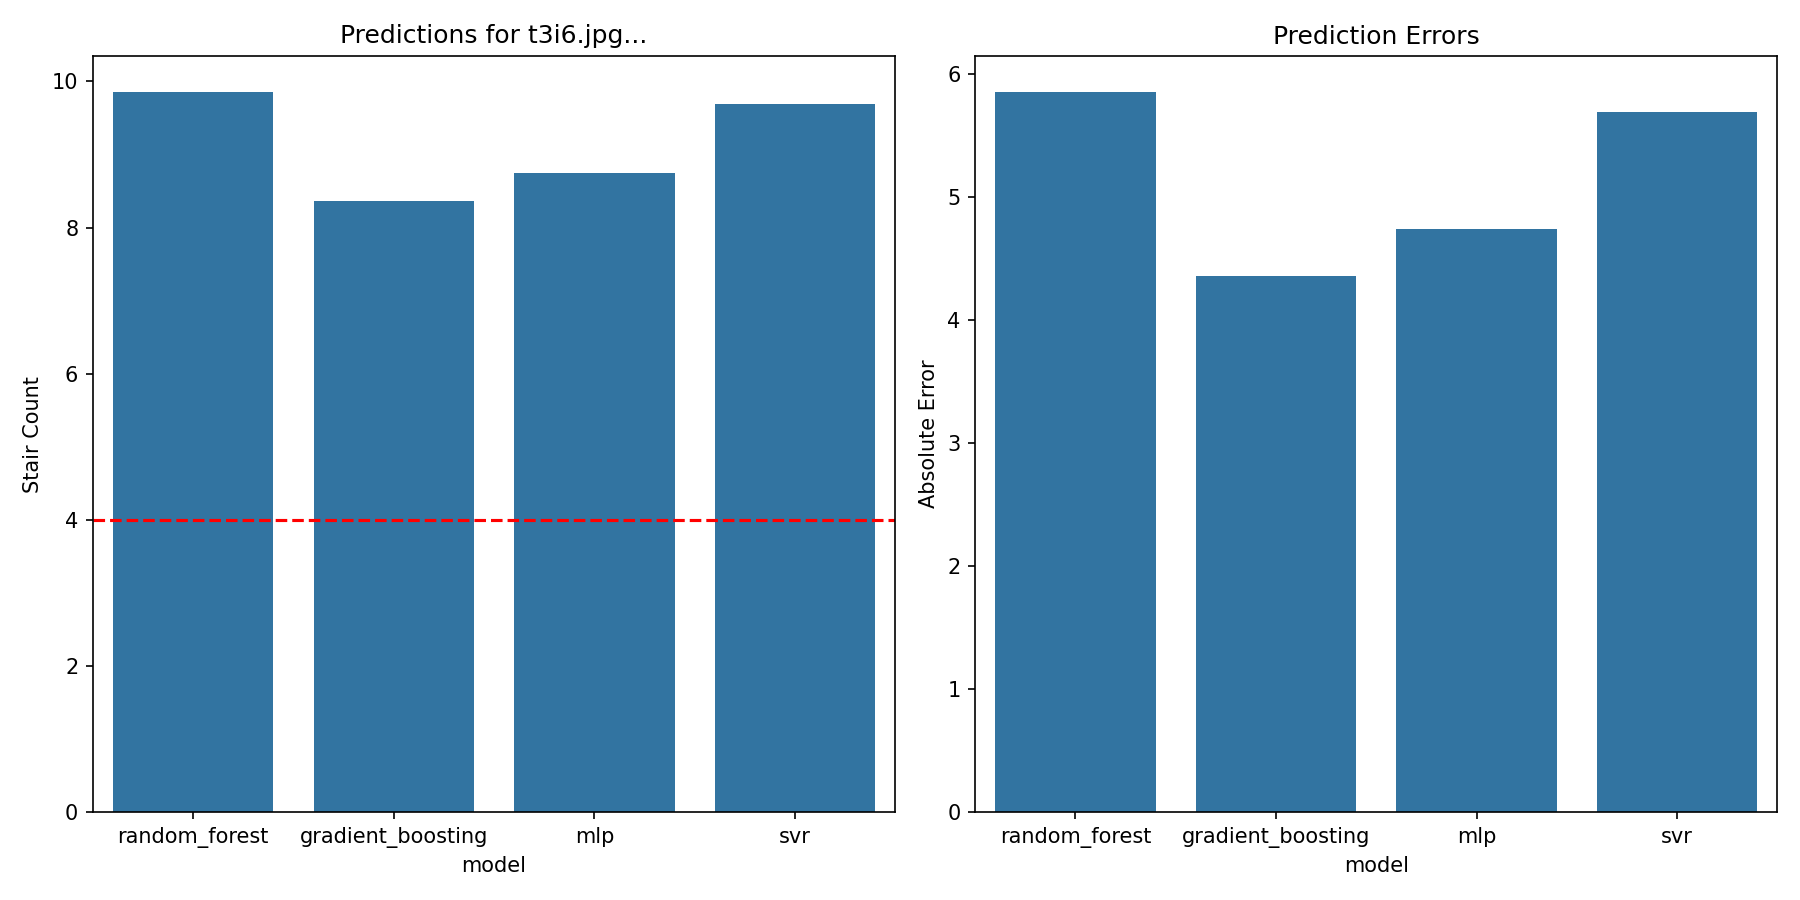 Predictions for t3i6.jpg...
Stair Count
10
8
6
4
2
0
random_forest gradient_boosting mlp svr
model
Prediction Errors
Absolute Error
6
5
4
3
2
1
0
random_forest gradient_boosting mlp svr
model